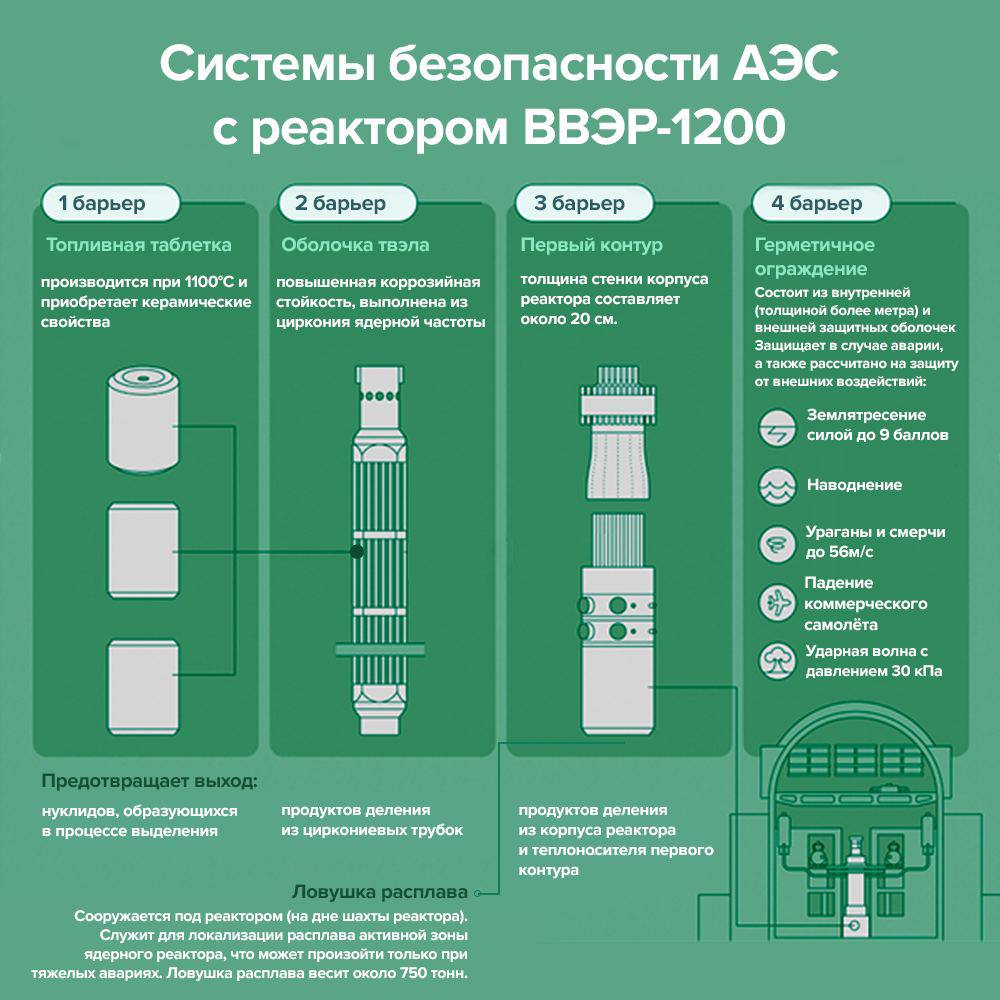 Системы безопасности АЭС
с реактором ВВЭР-1200
1 барьер
Топливная таблетка
производится при 1100°С и
приобретает керамические
свойства
2 барьер
Оболочка твэла
повышенная коррозийная
стойкость, выполнена из
циркония ядерной частоты
3 барьер
Первый контур
толщина стенки корпуса
реактора составляет
около 20 см.
4 барьер
Герметичное
ограждение
Состоит из внутренней
(толщиной более метра) и
внешней защитных оболочек
Защищает в случае аварии,
а также рассчитано на защиту
от внешних воздействий:
Землятресение
силой до 9 баллов
Наводнение
Ураганы и смерчи
до 56м/с
Падение
коммерческого
самолёта
Ударная волна с
давлением 30 кПа
Предотвращает выход:
нуклидов, образующихся
в процессе выделения
продуктов деления
из циркониевых трубок
продуктов деления
из корпуса реактора
и теплоносителя первого
контура
Ловушка расплава
Сооружается под реактором (на дне шахты реактора).
Служит для локализации расплава активной зоны
ядерного реактора, что может произойти только при
тяжелых авариях. Ловушка расплава весит около 750 тонн.